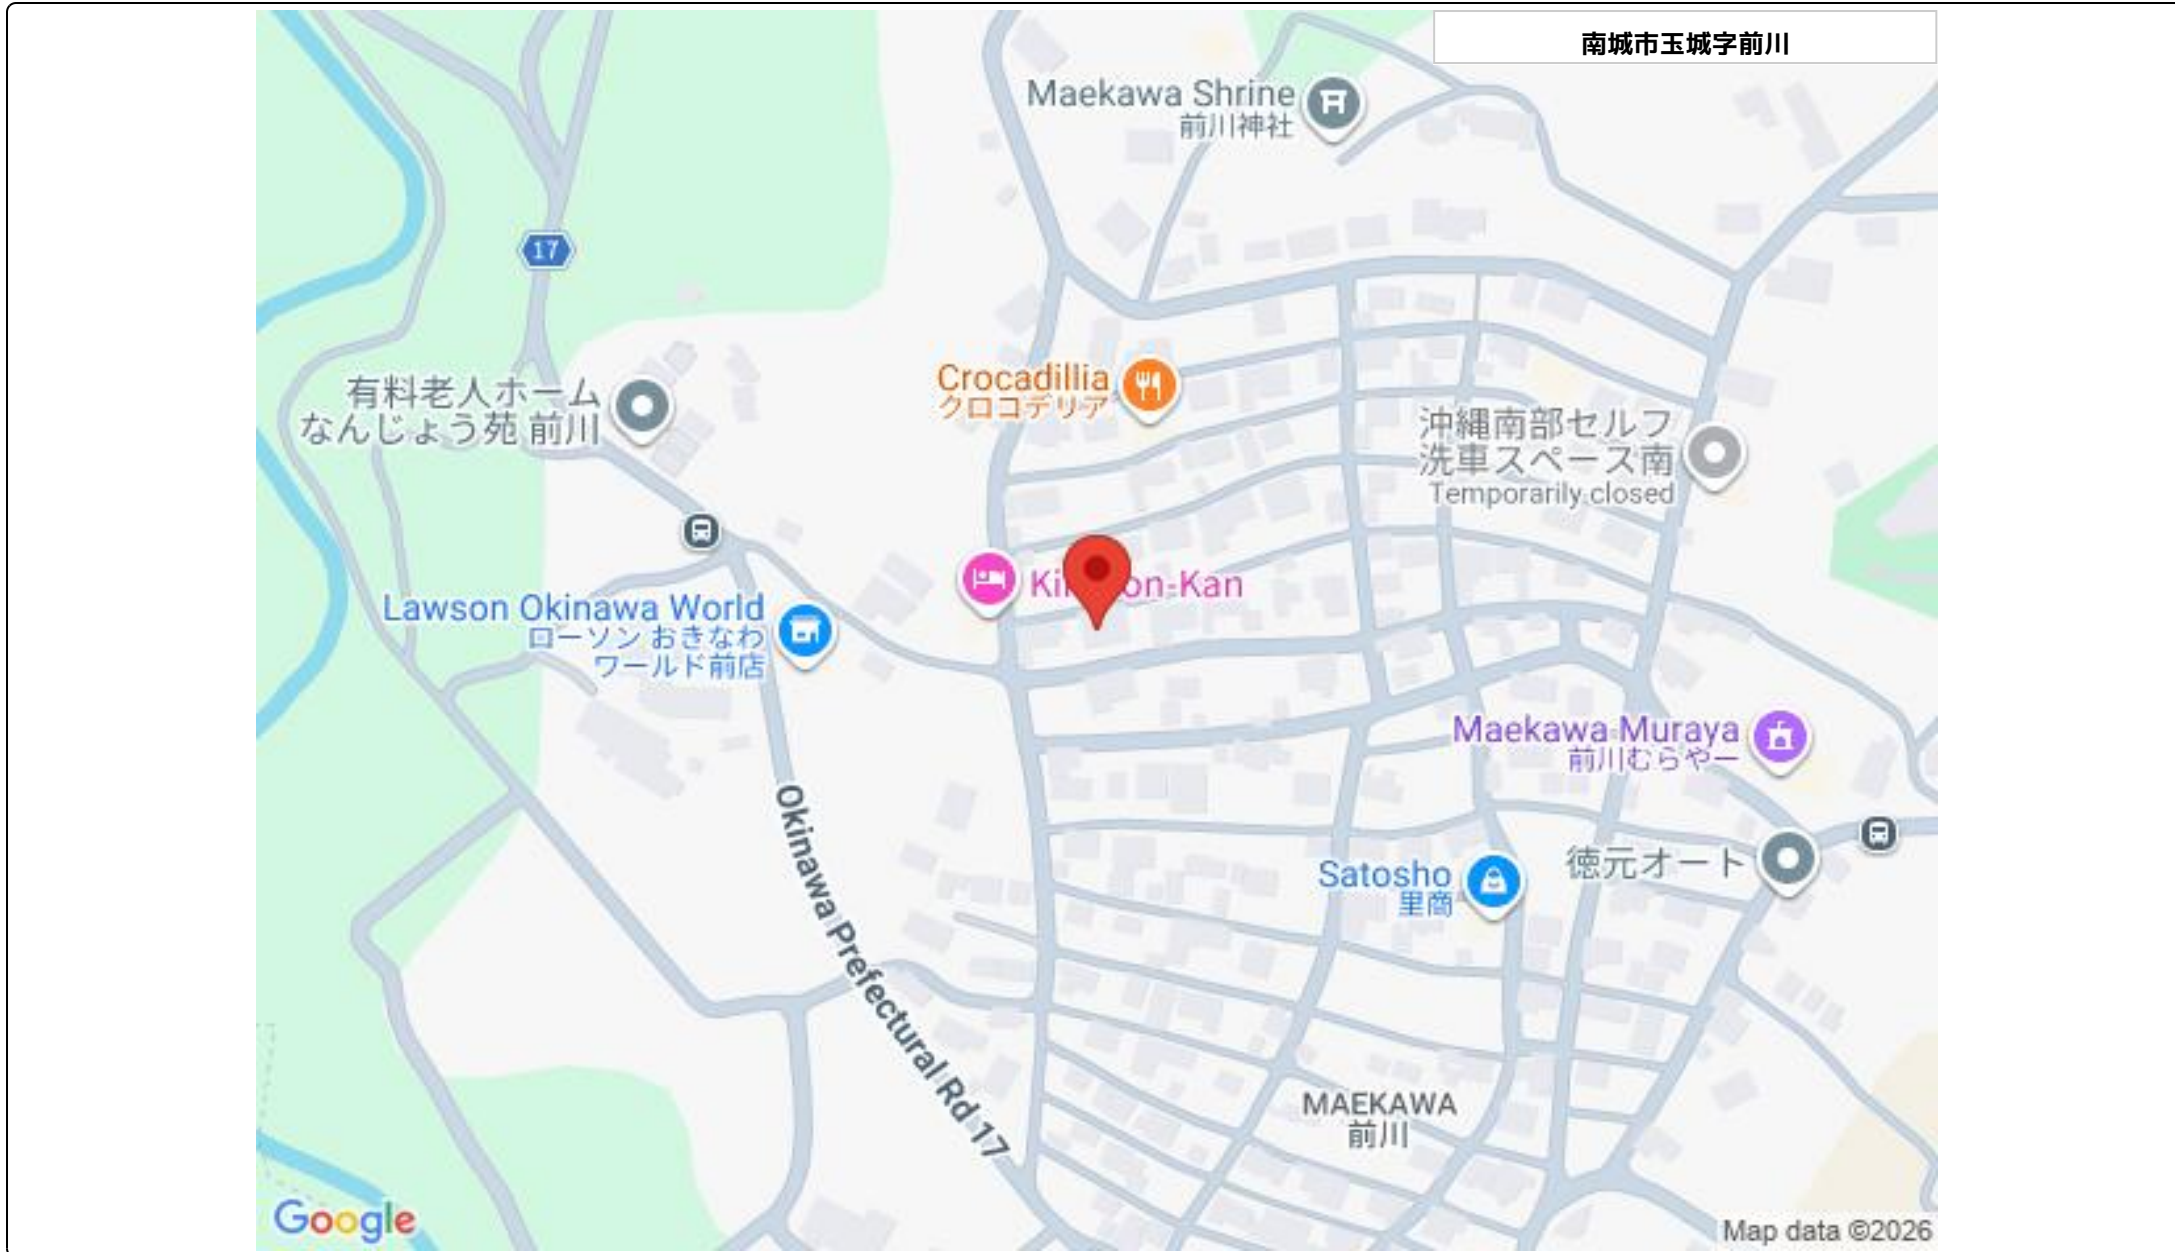 南城市玉城字前川
Maekawa Shrine
前川神社
17
Crocadillia
クロコデリア
有料老人ホーム
なんじょう苑 前川
沖縄南部セルフ
洗車スペース南
Temporarily closed
on-Kan
Lawson Okinawa World
ローソン おきなわ
ワールド前店
Maekawa Muraya
前川むらやー
Okinawa Prefectural Rd 17
Satosho
里商
徳元オート
MAEKAWA
前川
Google
Map data ©2026